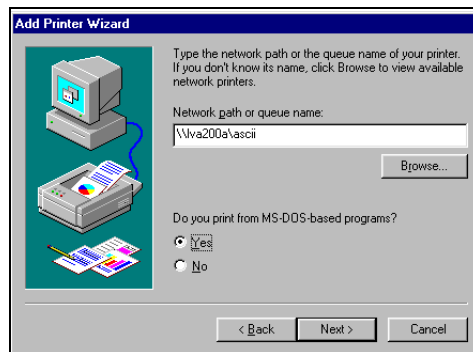 Add Printer Wizard
Type the network path or the queue name of your printer.
If you don't know its name, click Browse to view available
network printers.
Network path or queue name:
\\lva200a\ascii
Browse...
Do you print from MS-DOS-based programs?
Yes
No
< Back
Next >
Cancel